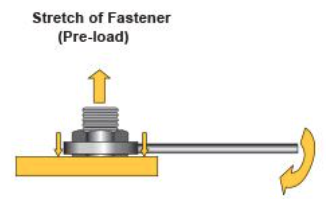 Stretch of Fastener
(Pre-load)